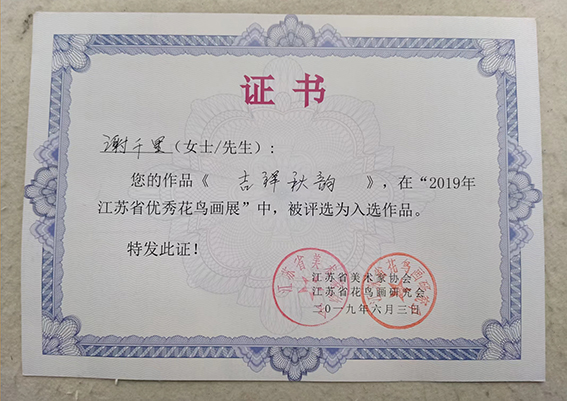 证书
谢千里（女士/先生）：
您的作品《 吉祥秋韵 》，在“2019年
江苏省优秀花鸟画展”中，被评选为入选作品。
特发此证！
江苏省美术家协会
江苏省花鸟画研究会
二0一九年六月三日